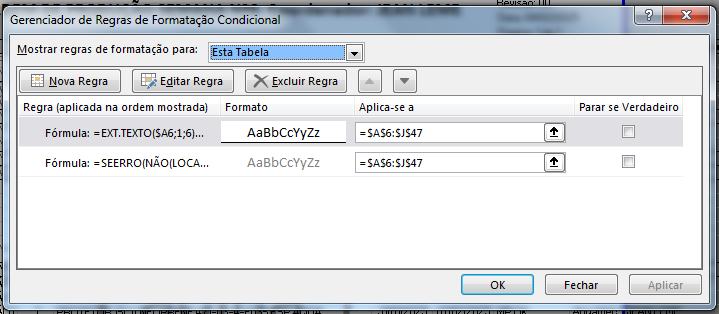 Revisão: 00
Gerenciador de Regras de Formatação Condicional
Mostrar regras de formatação para: Esta Tabela
Nova Regra Editar Regra Excluir Regra
Regra (aplicada na ordem mostrada) Formato Aplica-se a Parar se Verdadeiro
Fórmula: =EXT.TEXTO($A6;1;6)... AaBbCcYyZz =$A$6:$J$47
Fórmula: =SEERRO(NÃO(LOCA... AaBbCcYyZz =$A$6:$J$47
OK Fechar Aplicar